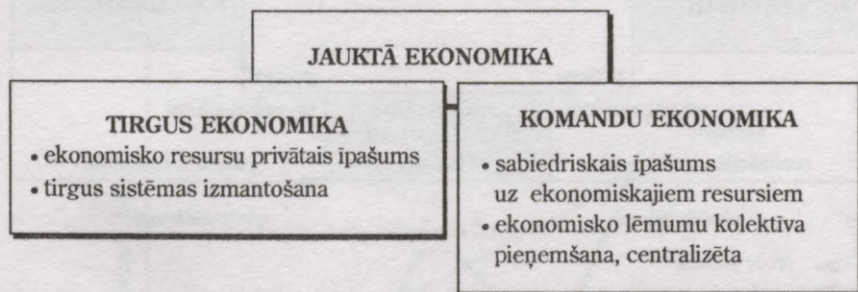 JAUKTĀ EKONOMIKA
TIRGUS EKONOMIKA
• ekonomisko resursu privātais īpašums
• tirgus sistēmas izmantošana
KOMANDU EKONOMIKA
• sabiedriskais īpašums
uz ekonomiskajiem resursiem
• ekonomisko lēmumu kolektīva
pieņemšana, centralizēta